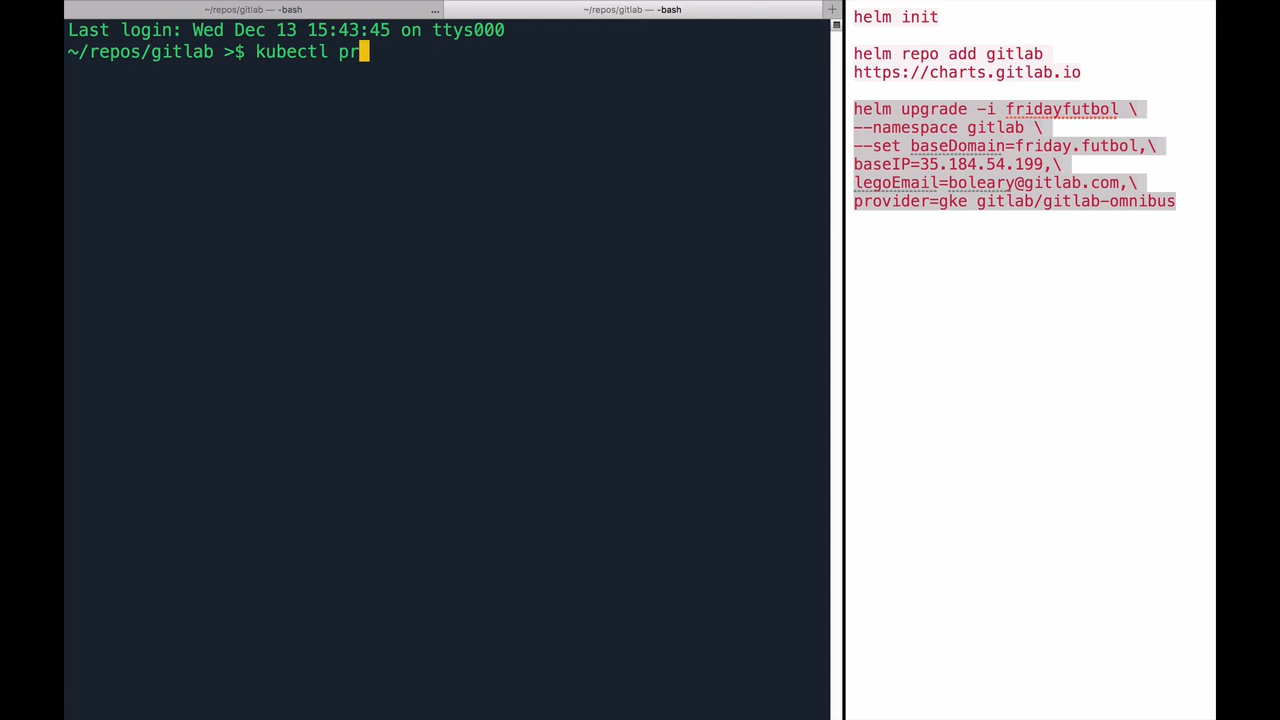 ~/repos/gitlab — -bash
...
~/repos/gitlab — -bash
+
Last login: Wed Dec 13 15:43:45 on ttys000
~/repos/gitlab >$ kubectl pr
helm init
helm repo add gitlab
https://charts.gitlab.io
helm upgrade -i fridayfutbol \
--namespace gitlab \
--set baseDomain=friday.futbol,\
baseIP=35.184.54.199,\
legoEmail=boleary@gitlab.com,\
provider=gke gitlab/gitlab-omnibus